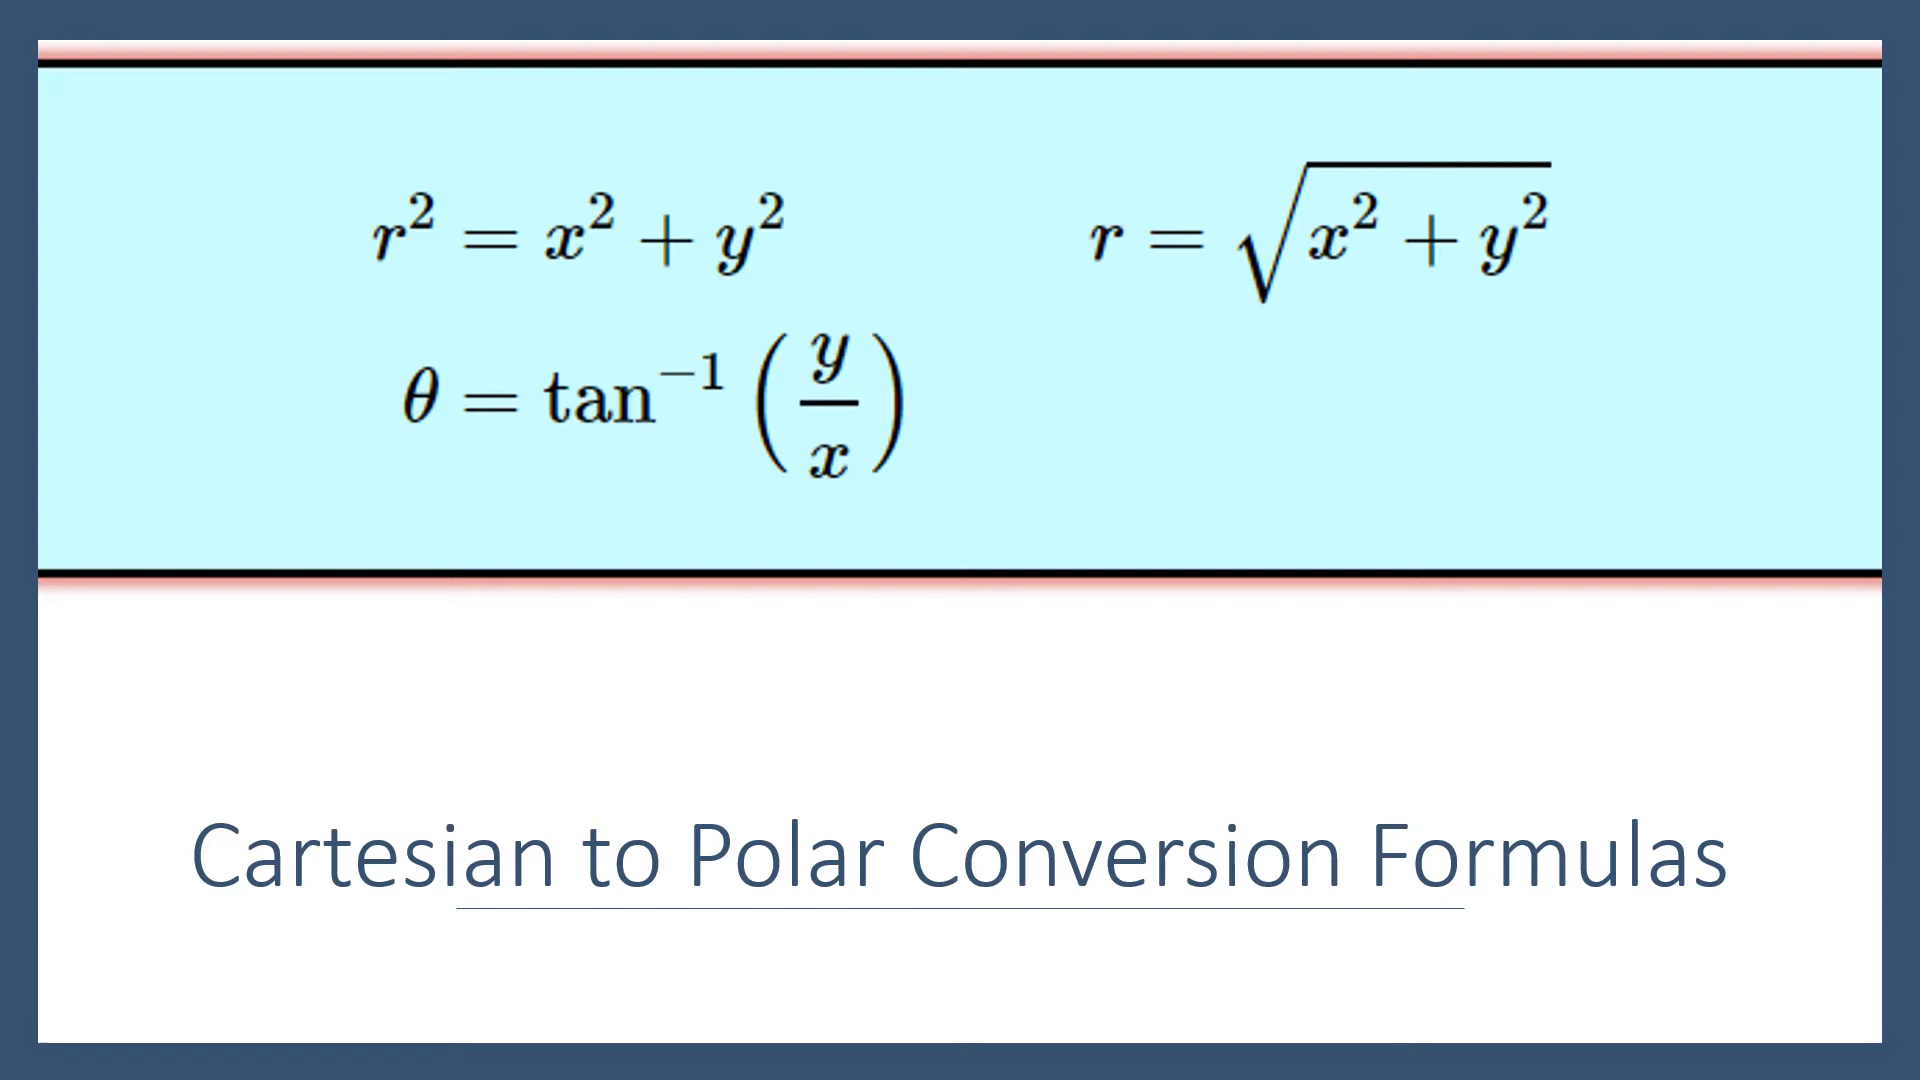 r² = x² + y² r = √(x² + y²)
θ = tan⁻¹ (y/x)
Cartesian to Polar Conversion Formulas